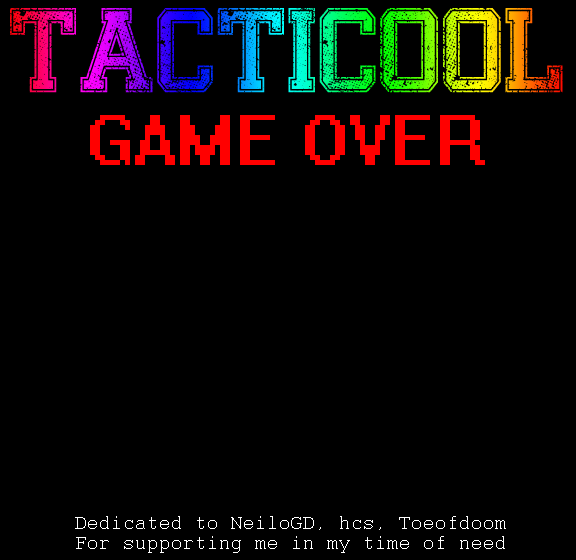 TACTICOOL
GAME OVER
Dedicated to NeiloGD, hcs, Toeofdoom
For supporting me in my time of need